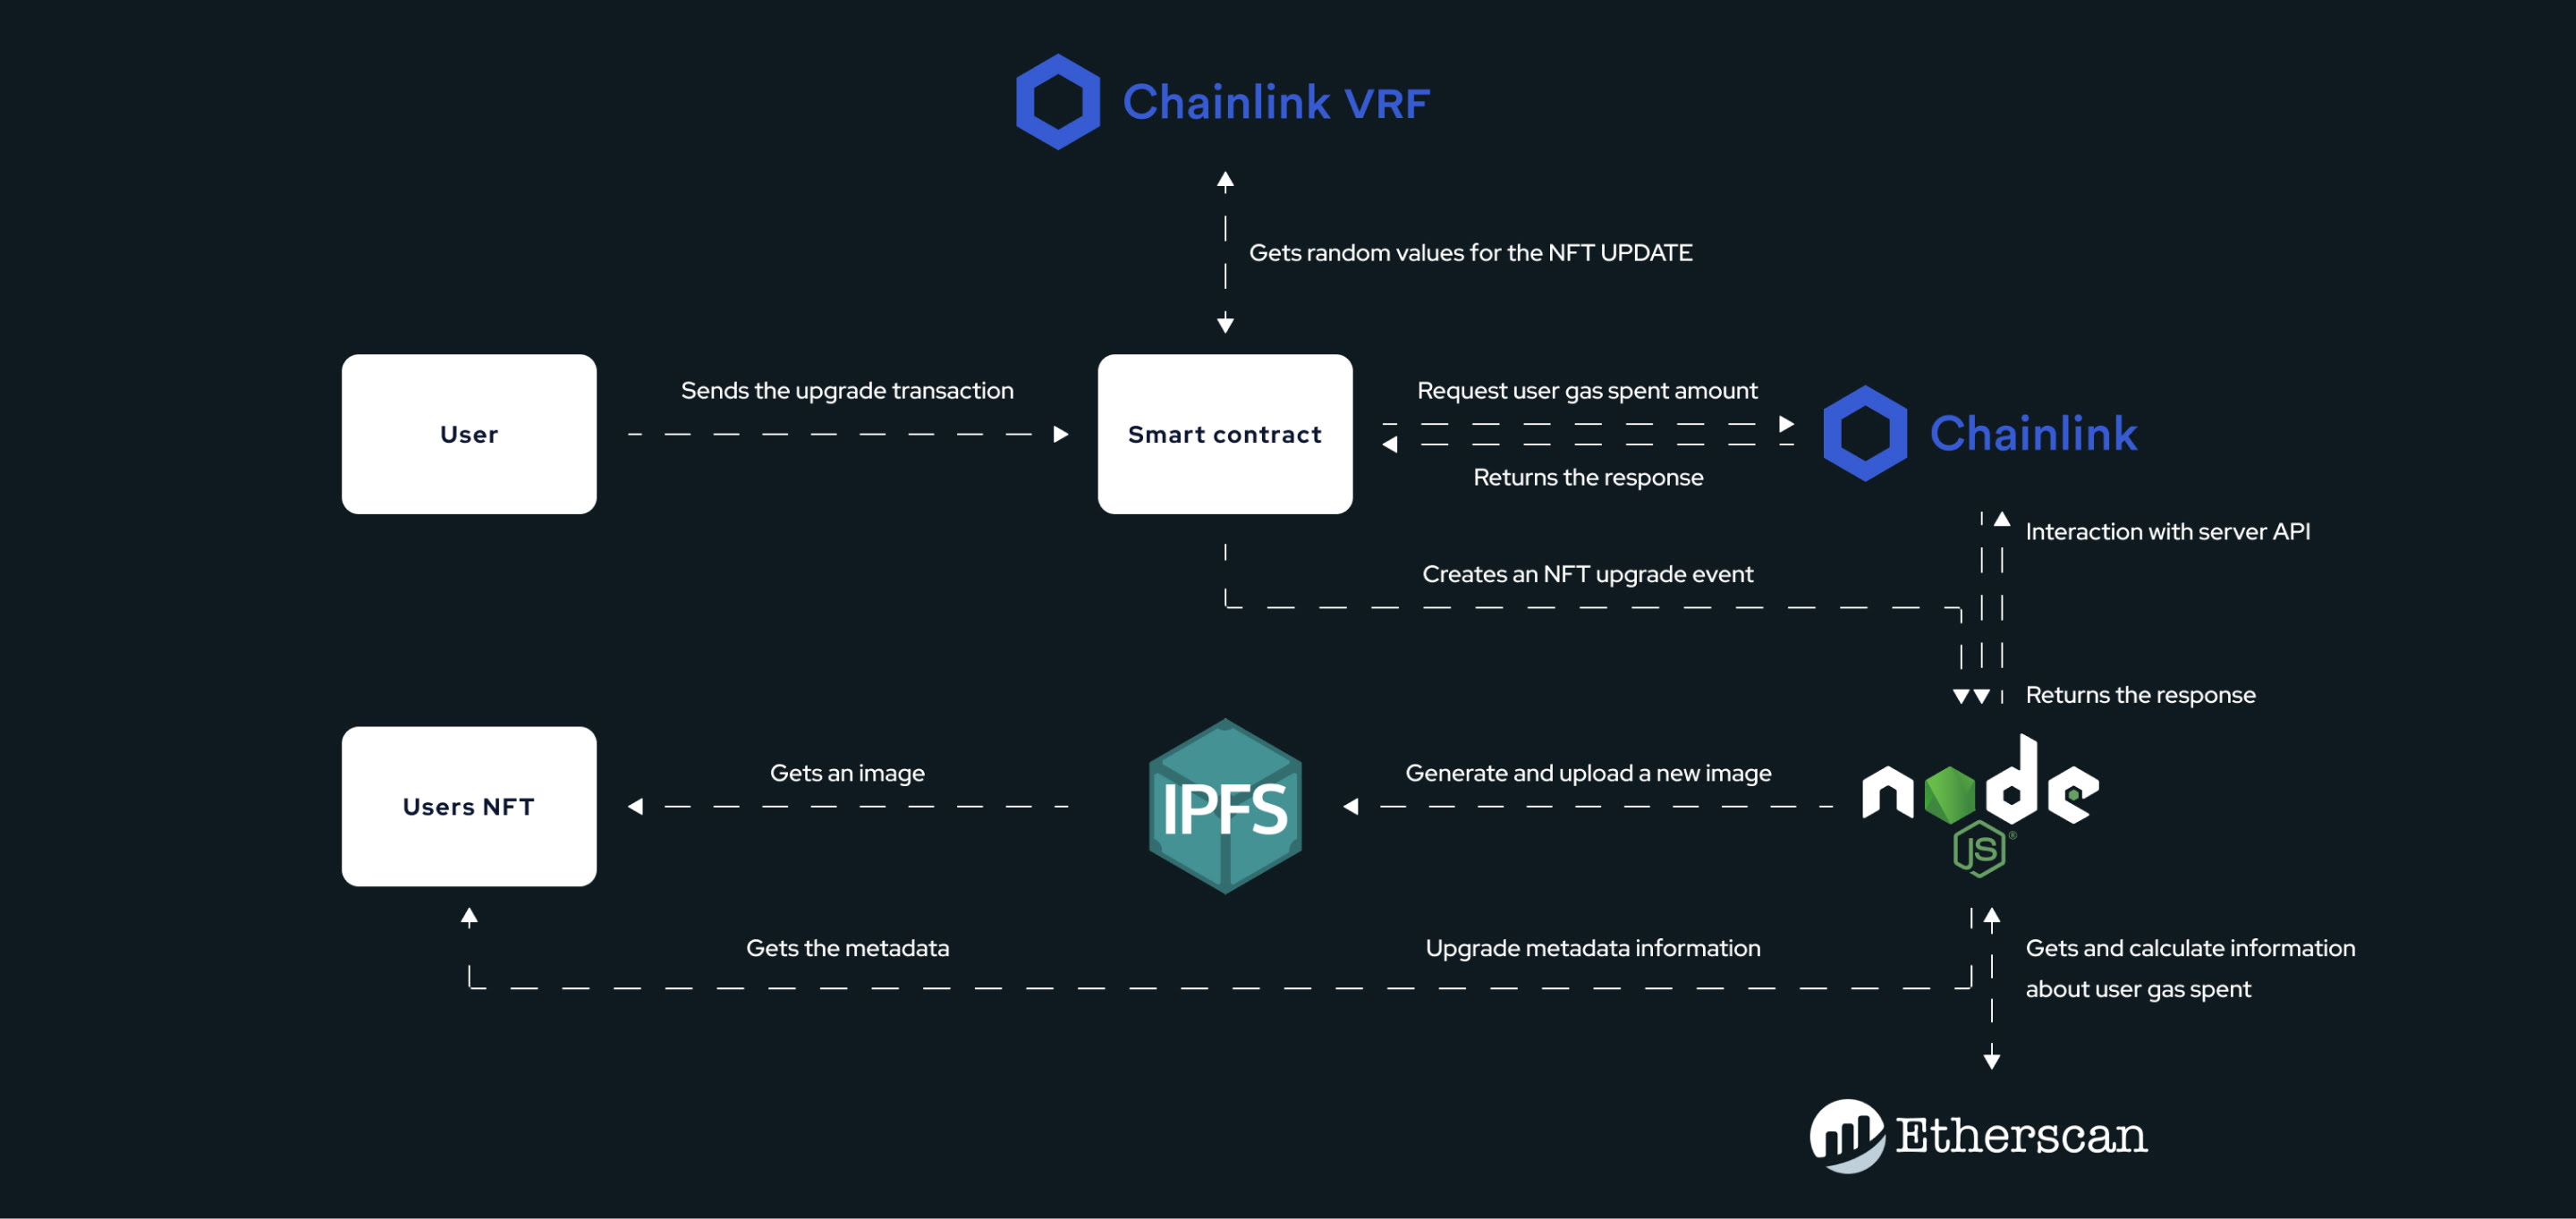 Chainlink VRF
Gets random values for the NFT UPDATE
User
Sends the upgrade transaction
Smart contract
Request user gas spent amount
Returns the response
Chainlink
Interaction with server API
Creates an NFT upgrade event
Returns the response
Users NFT
Gets an image
IPFS
Generate and upload a new image
node
JS®
Gets the metadata
Upgrade metadata information
Gets and calculate information
about user gas spent
Etherscan